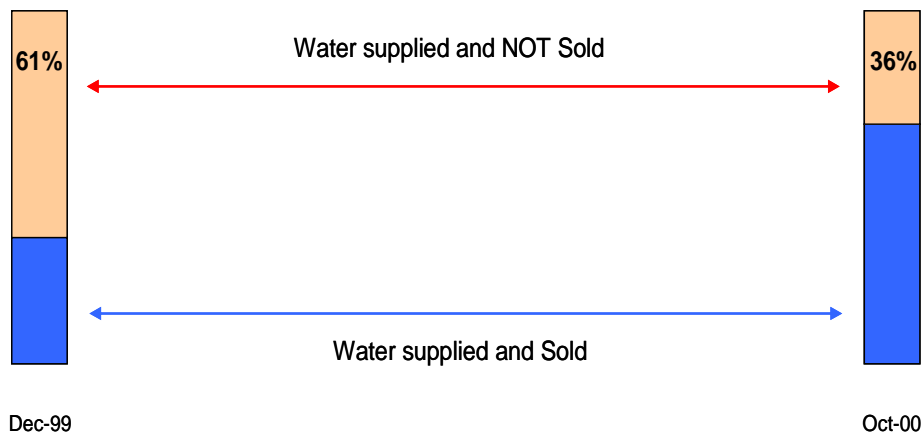 Water supplied and NOT Sold
61%
36%
Water supplied and Sold
Dec-99
Oct-00